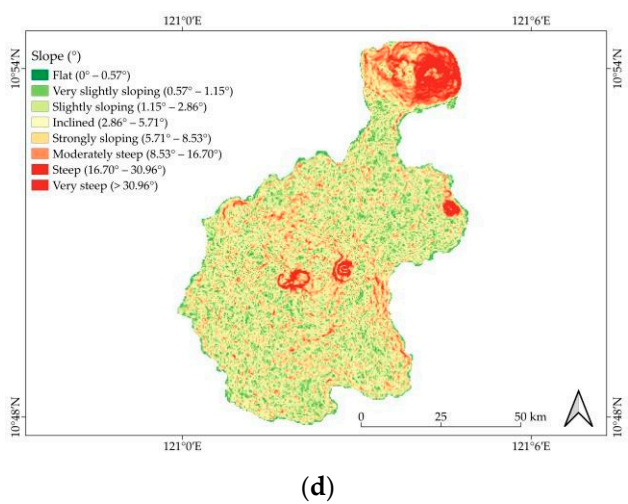 121°0'E
121°6'E
10°54'N
10°54'N
Slope (°)
Flat (0° – 0.57°)
Very slightly sloping (0.57° – 1.15°)
Slightly sloping (1.15° – 2.86°)
Inclined (2.86° – 5.71°)
Strongly sloping (5.71° – 8.53°)
Moderately steep (8.53° – 16.70°)
Steep (16.70° – 30.96°)
Very steep (> 30.96°)
10°48'N
10°48'N
0
25
50 km
121°0'E
121°6'E
(d)